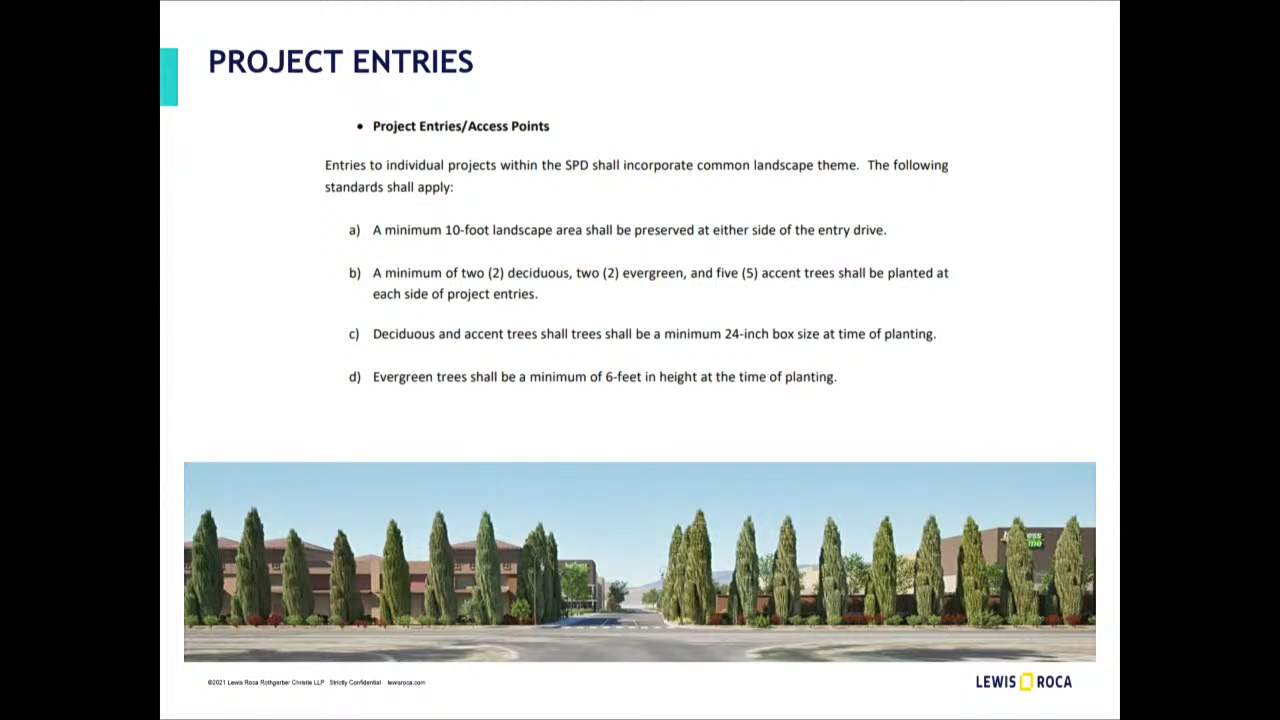 PROJECT ENTRIES
• Project Entries/Access Points
Entries to individual projects within the SPD shall incorporate common landscape theme. The following
standards shall apply:
a) A minimum 10-foot landscape area shall be preserved at either side of the entry drive.
b) A minimum of two (2) deciduous, two (2) evergreen, and five (5) accent trees shall be planted at
each side of project entries.
c) Deciduous and accent trees shall trees shall be a minimum 24-inch box size at time of planting.
d) Evergreen trees shall be a minimum of 6-feet in height at the time of planting.
©2021 Lewis Roca Rothgerber Christie LLP Strictly Confidential lewisroca.com
LEWIS ROCA